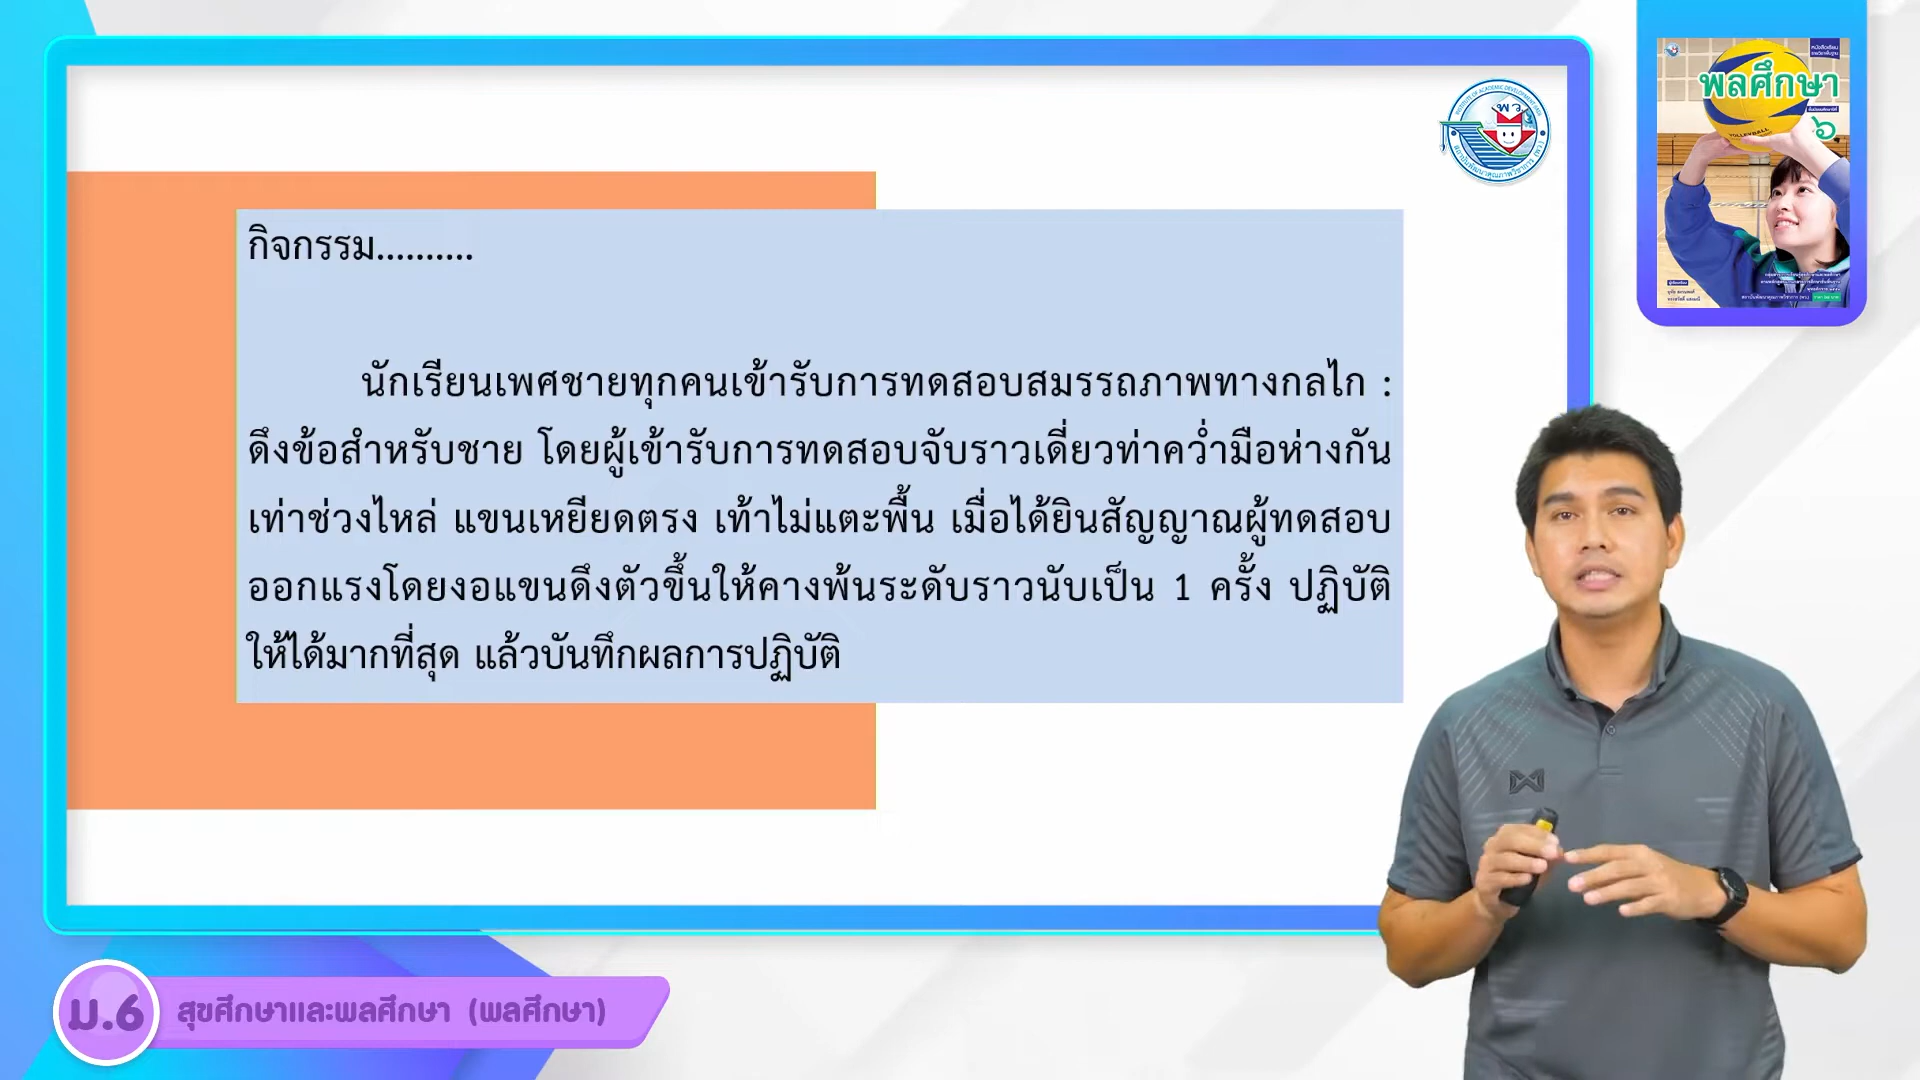 กิจกรรม..........
นักเรียนเพศชายทุกคนเข้ารับการทดสอบสมรรถภาพทางกลไก :
ดึงข้อสำหรับชาย โดยผู้เข้ารับการทดสอบจับราวเดี่ยวท่าคว่ำมือห่างกัน
เท่าช่วงไหล่ แขนเหยียดตรง เท้าไม่แตะพื้น เมื่อได้ยินสัญญาณผู้ทดสอบ
ออกแรงโดยงอแขนดึงตัวขึ้นให้คางพ้นระดับราวนับเป็น 1 ครั้ง ปฏิบัติ
ให้ได้มากที่สุด แล้วบันทึกผลการปฏิบัติ
พว.
หนังสือเรียน
พลศึกษา
VOLLEYBALL
๖
ม.6
สุขศึกษาและพลศึกษา (พลศึกษา)